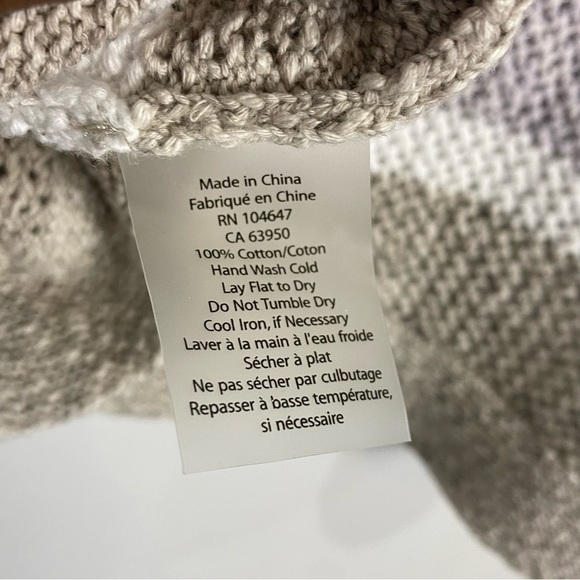 Made in China
Fabriqué en Chine
RN 104647
CA 63950
100% Cotton/Coton
Hand Wash Cold
Lay Flat to Dry
Do Not Tumble Dry
Cool Iron, if Necessary
Laver à la main à l'eau froide
Sécher à plat
Ne pas sécher par culbutage
Repasser à basse température,
si nécessaire